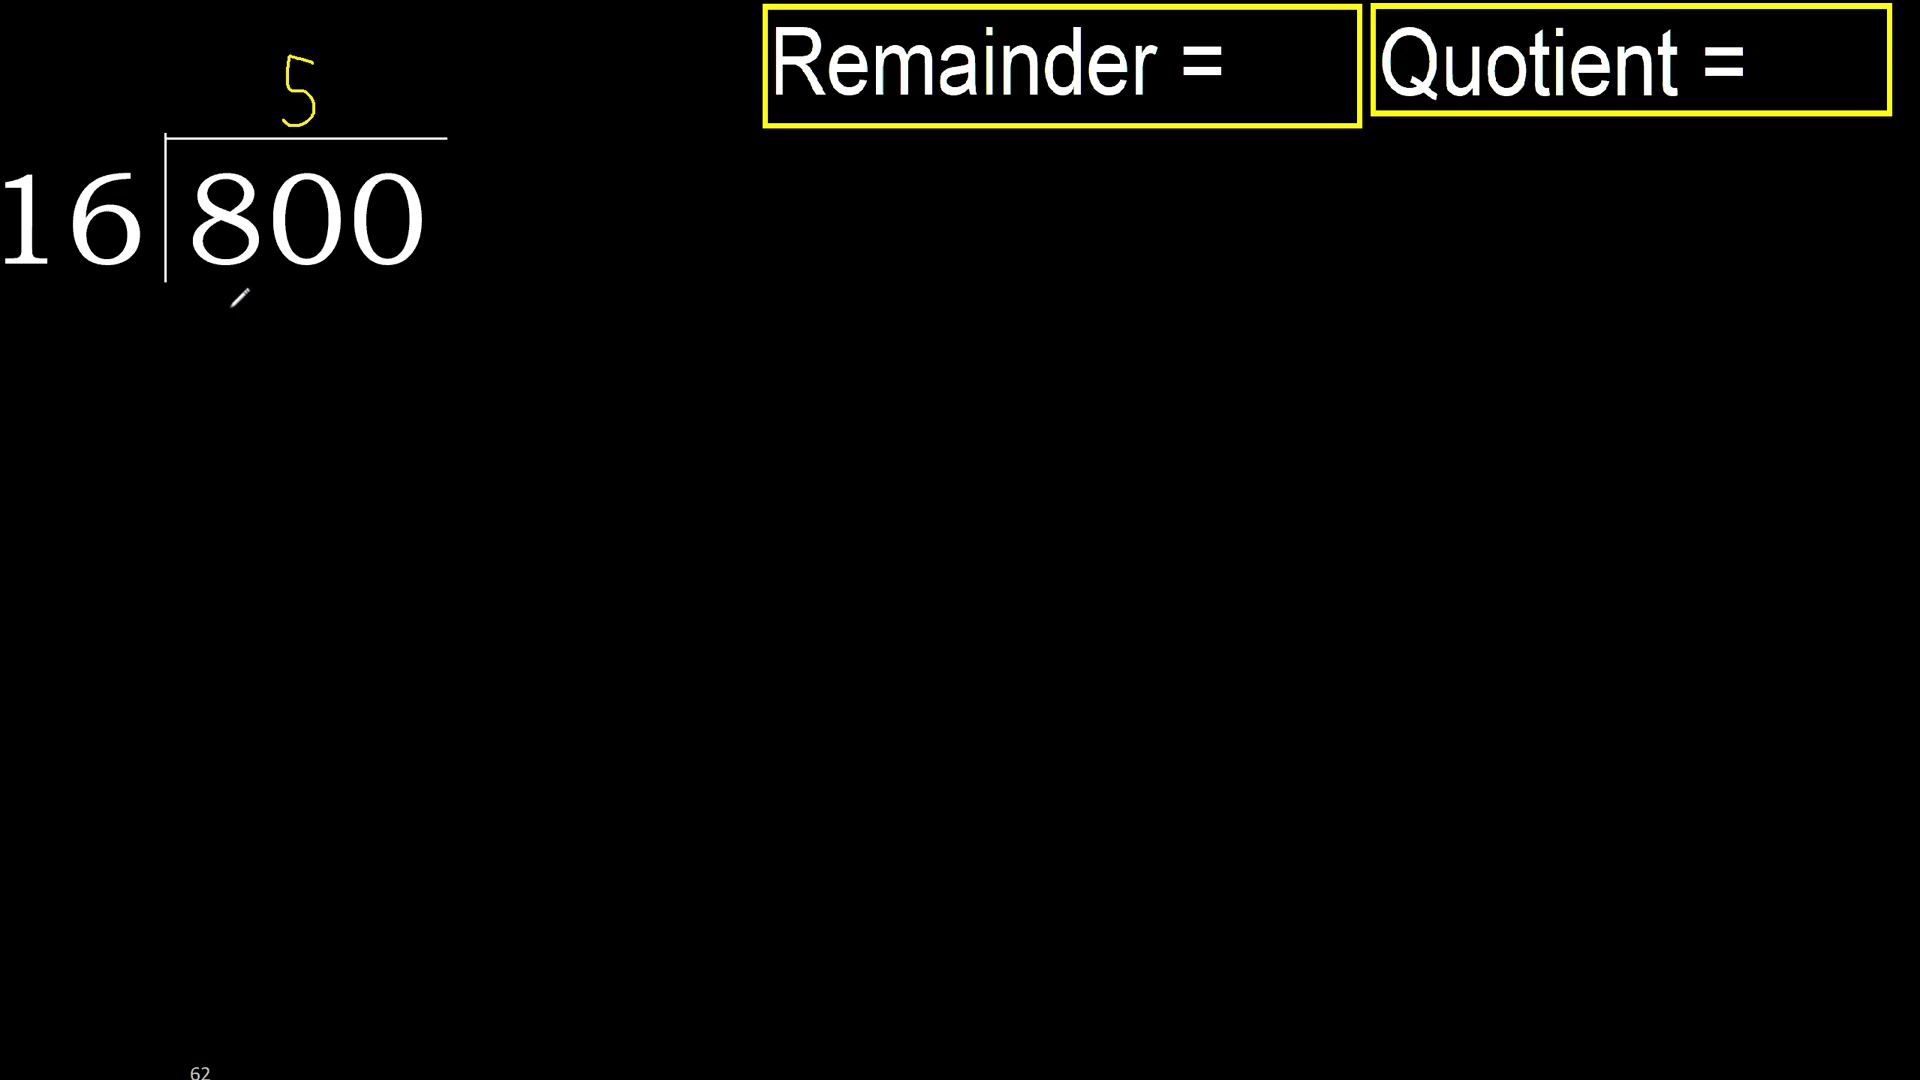 Remainder = Quotient =
5
16 800
62